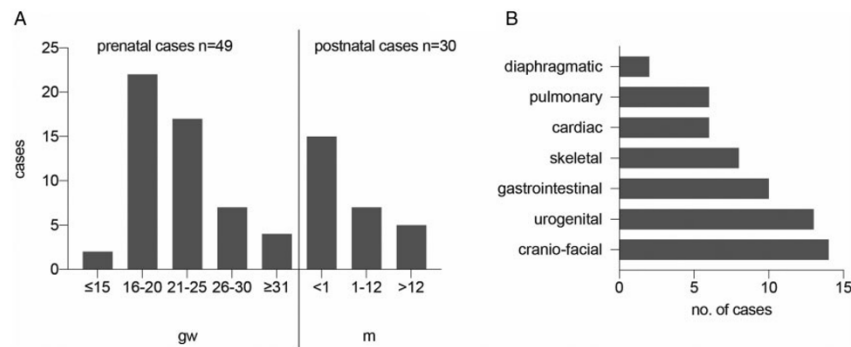 A
prenatal cases n=49
postnatal cases n=30
25
20
15
10
5
0
cases
≤15 16-20 21-25 26-30 ≥31 <1 1-12 >12
gw m
B
diaphragmatic
pulmonary
cardiac
skeletal
gastrointestinal
urogenital
cranio-facial
0 5 10 15
no. of cases